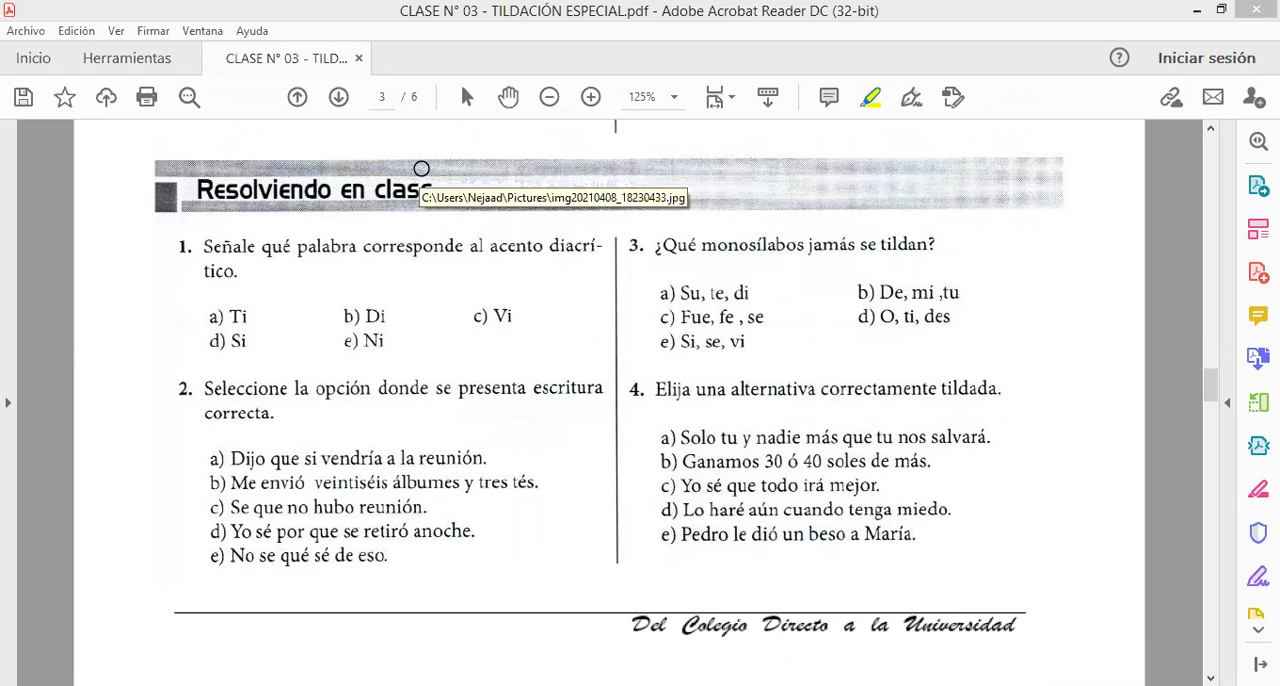 CLASE N° 03 - TILDACIÓN ESPECIAL.pdf - Adobe Acrobat Reader DC (32-bit)
Archivo Edición Ver Firmar Ventana Ayuda
Inicio Herramientas CLASE N° 03 - TILD... × Iniciar sesión
3 / 6 125%
Resolviendo en clase
C:\Users\Nejaad\Pictures\img20210408_18230433.jpg
1. Señale qué palabra corresponde al acento diacrí-
tico.
a) Ti b) Di c) Vi
d) Si e) Ni
2. Seleccione la opción donde se presenta escritura
correcta.
a) Dijo que si vendría a la reunión.
b) Me envió veintiséis álbumes y tres tés.
c) Se que no hubo reunión.
d) Yo sé por que se retiró anoche.
e) No se qué sé de eso.
3. ¿Qué monosílabos jamás se tildan?
a) Su, te, di b) De, mi ,tu
c) Fue, fe , se d) O, ti, des
e) Si, se, vi
4. Elija una alternativa correctamente tildada.
a) Solo tu y nadie más que tu nos salvará.
b) Ganamos 30 ó 40 soles de más.
c) Yo sé que todo irá mejor.
d) Lo haré aún cuando tenga miedo.
e) Pedro le dió un beso a María.
Del Colegio Directo a la Universidad